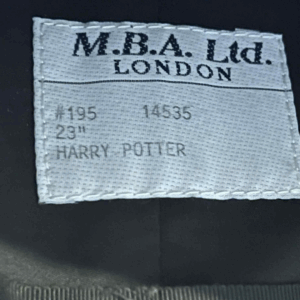 M.B.A. Ltd.
LONDON
#195 14535
23"
HARRY POTTER